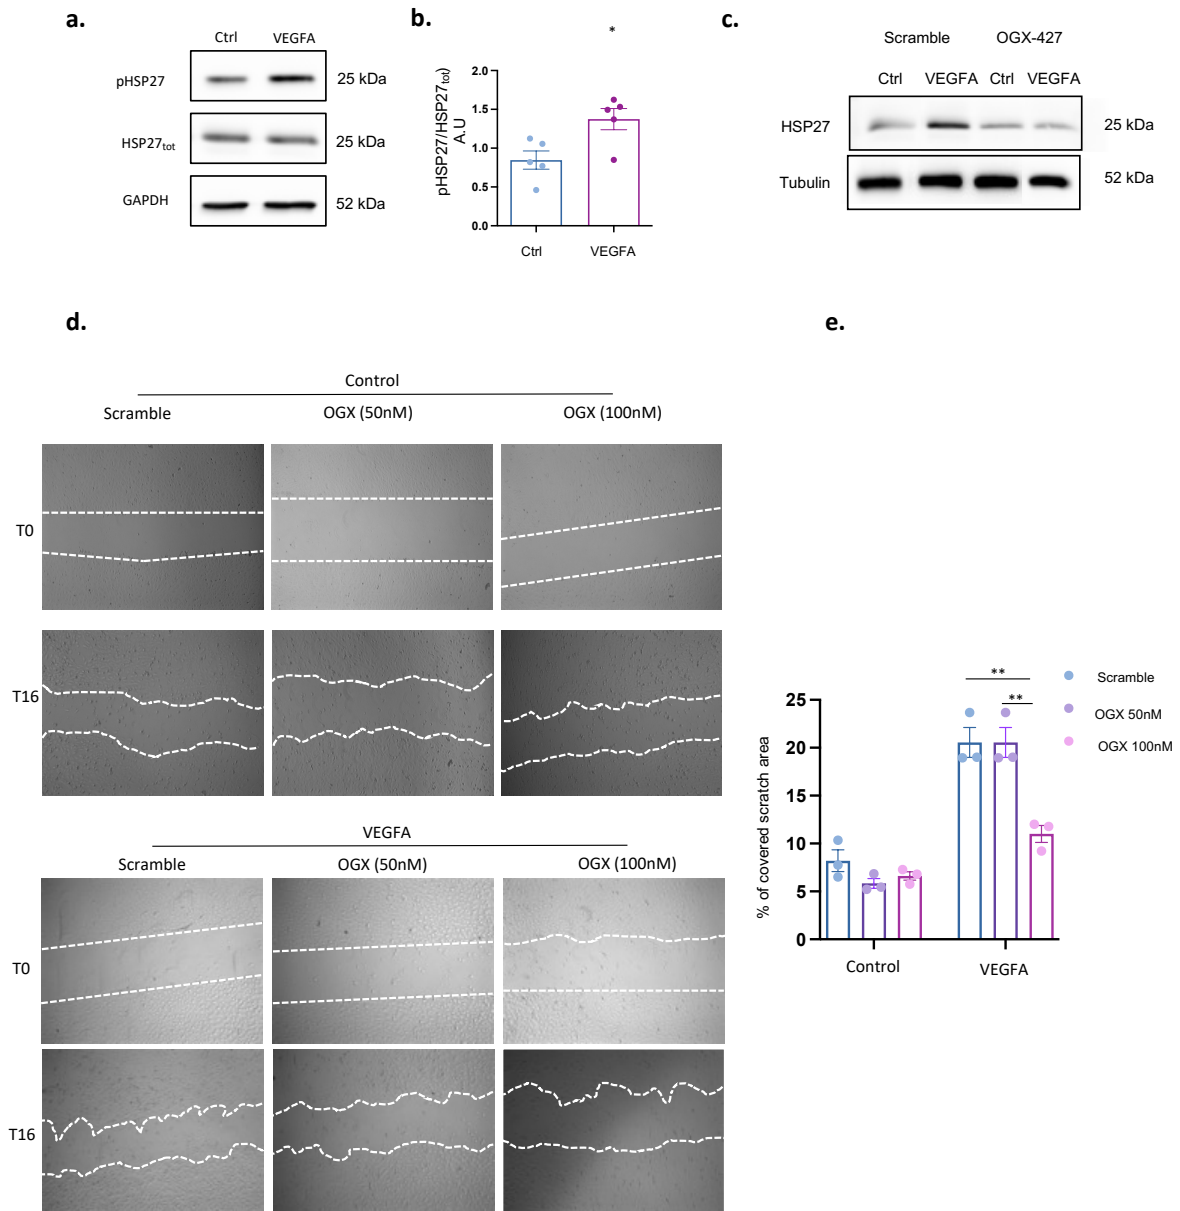 a.
Ctrl VEGFA
pHSP27 25 kDa
HSP27tot 25 kDa
GAPDH 52 kDa
b.
*
pHSP27/HSP27tot)
A.U
2.0
1.5
1.0
0.5
0.0
Ctrl VEGFA
c.
Scramble OGX-427
Ctrl VEGFA Ctrl VEGFA
HSP27 25 kDa
Tubulin 52 kDa
d.
Control
Scramble OGX (50nM) OGX (100nM)
T0
T16
VEGFA
Scramble OGX (50nM) OGX (100nM)
T0
T16
e.
% of covered scratch area
25
20
15
10
5
0
**
**
Control VEGFA
Scramble
OGX 50nM
OGX 100nM